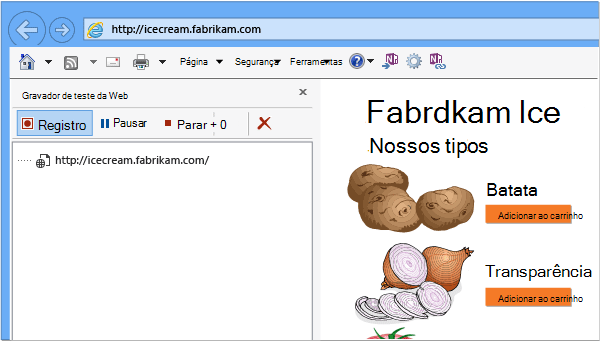 http://icecream.fabrikam.com
Página Segurança Ferramentas
Gravador de teste da Web
Registro Pausar Parar + 0
http://icecream.fabrikam.com/
Fabrdkam Ice
Nossos tipos
Batata
Adicionar ao carrinho
Transparência
Adicionar ao carrinho